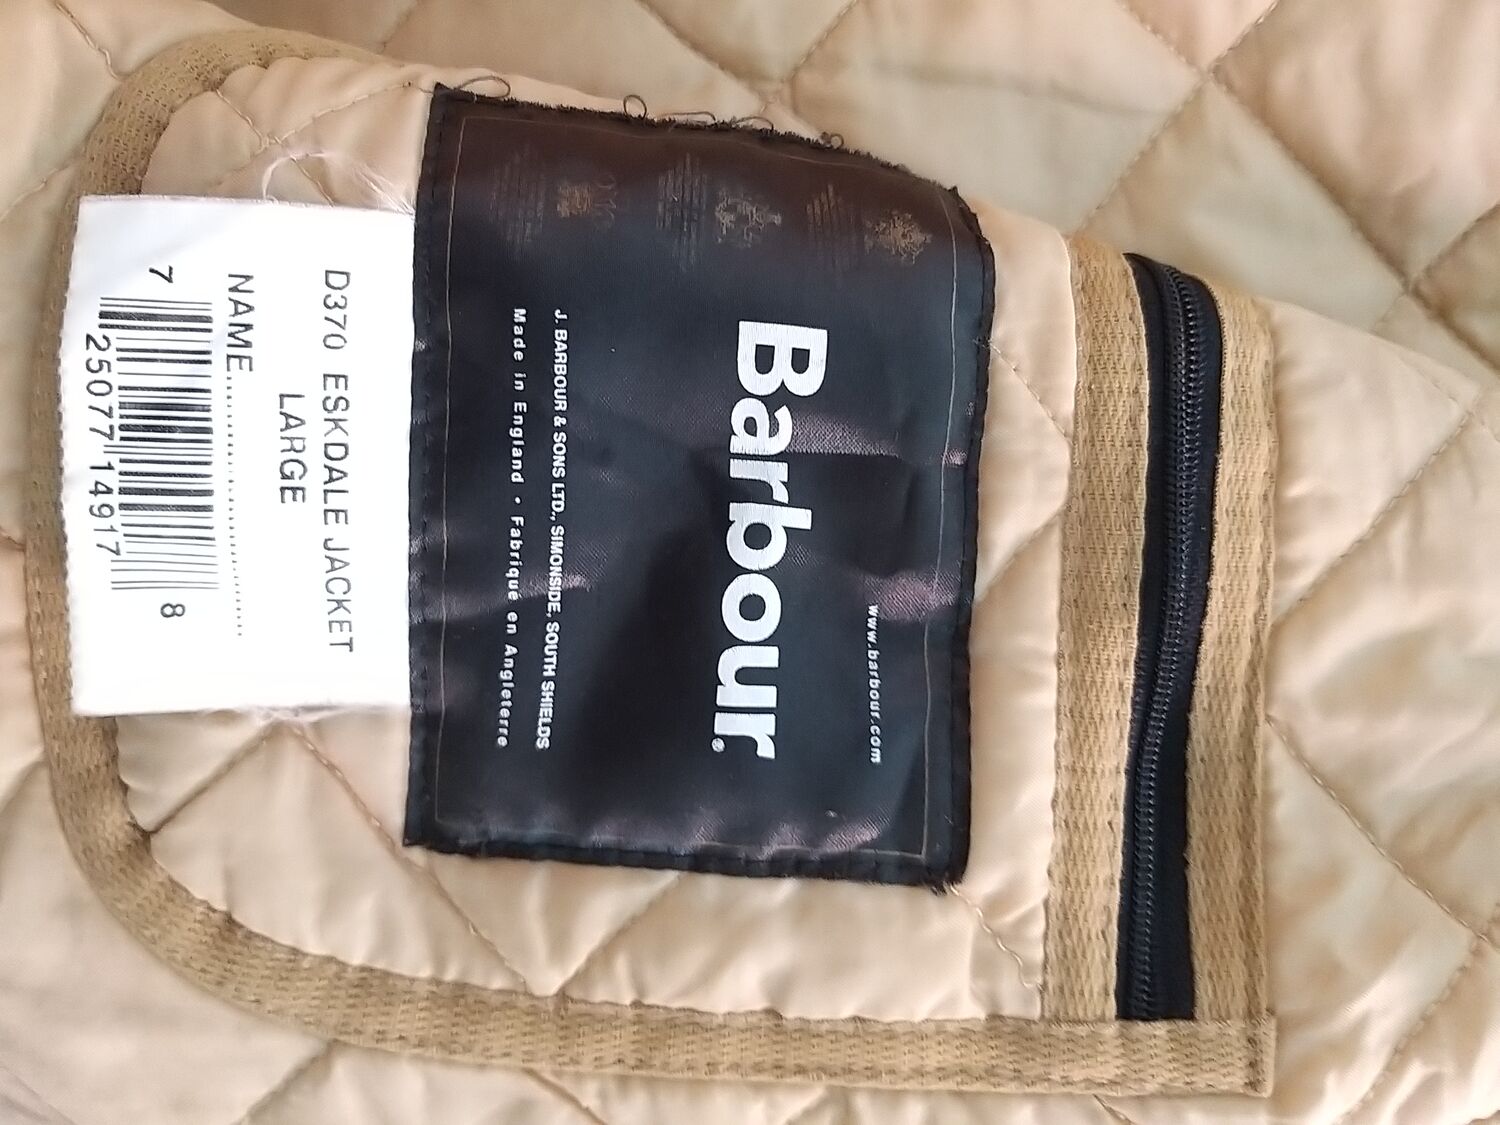 www.barbour.com
Barbour®
J. BARBOUR & SONS LTD., SIMONSIDE, SOUTH SHIELDS
Made in England • Fabriqué en Angleterre
D370 ESKDALE JACKET
LARGE
NAME..............................
7 25077 14917 8